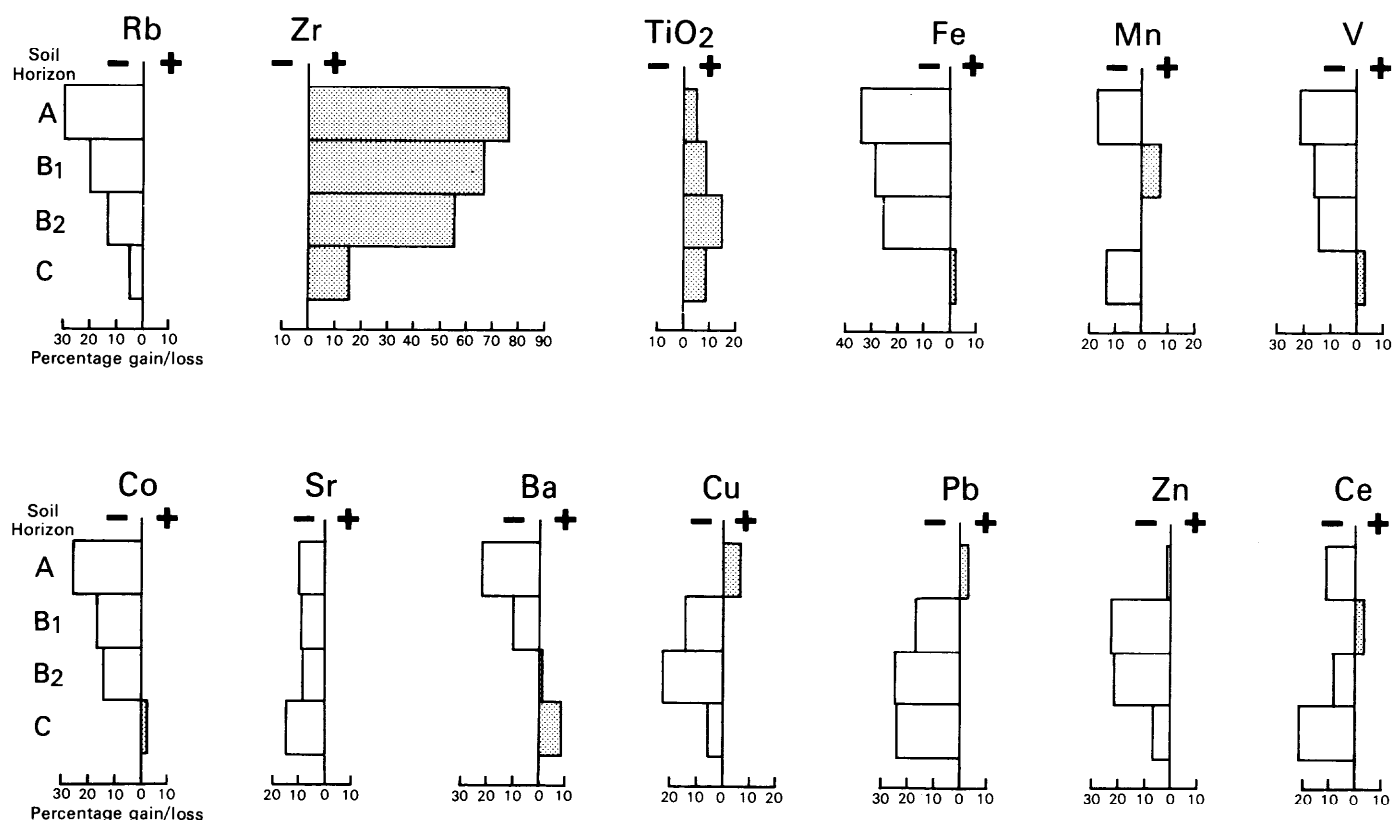 Rb Zr TiO2 Fe Mn V
Soil
Horizon
− + − + − + − + − + − +
A
B1
B2
C
30 20 10 0 10 10 0 10 20 30 40 50 60 70 80 90 10 0 10 20 40 30 20 10 0 10 20 10 0 10 20 30 20 10 0 10
Percentage gain/loss
Co Sr Ba Cu Pb Zn Ce
Soil
Horizon
− + − + − + − + − + − + − +
A
B1
B2
C
30 20 10 0 10 20 10 0 10 30 20 10 0 10 20 10 0 10 20 30 20 10 0 10 30 20 10 0 10 20 10 0 10
Percentage gain/loss